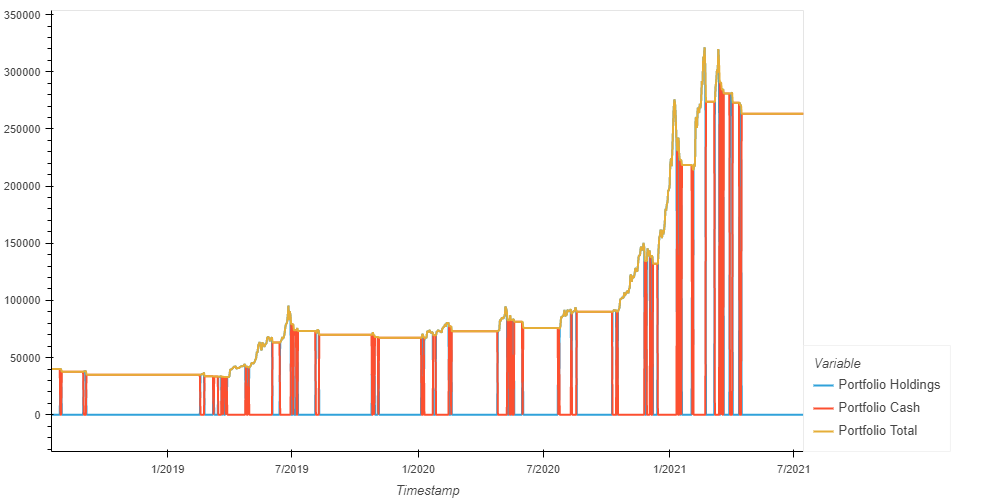 350000
300000
250000
200000
150000
100000
50000
0
1/2019 7/2019 1/2020 7/2020 1/2021 7/2021
Timestamp
Variable
Portfolio Holdings
Portfolio Cash
Portfolio Total